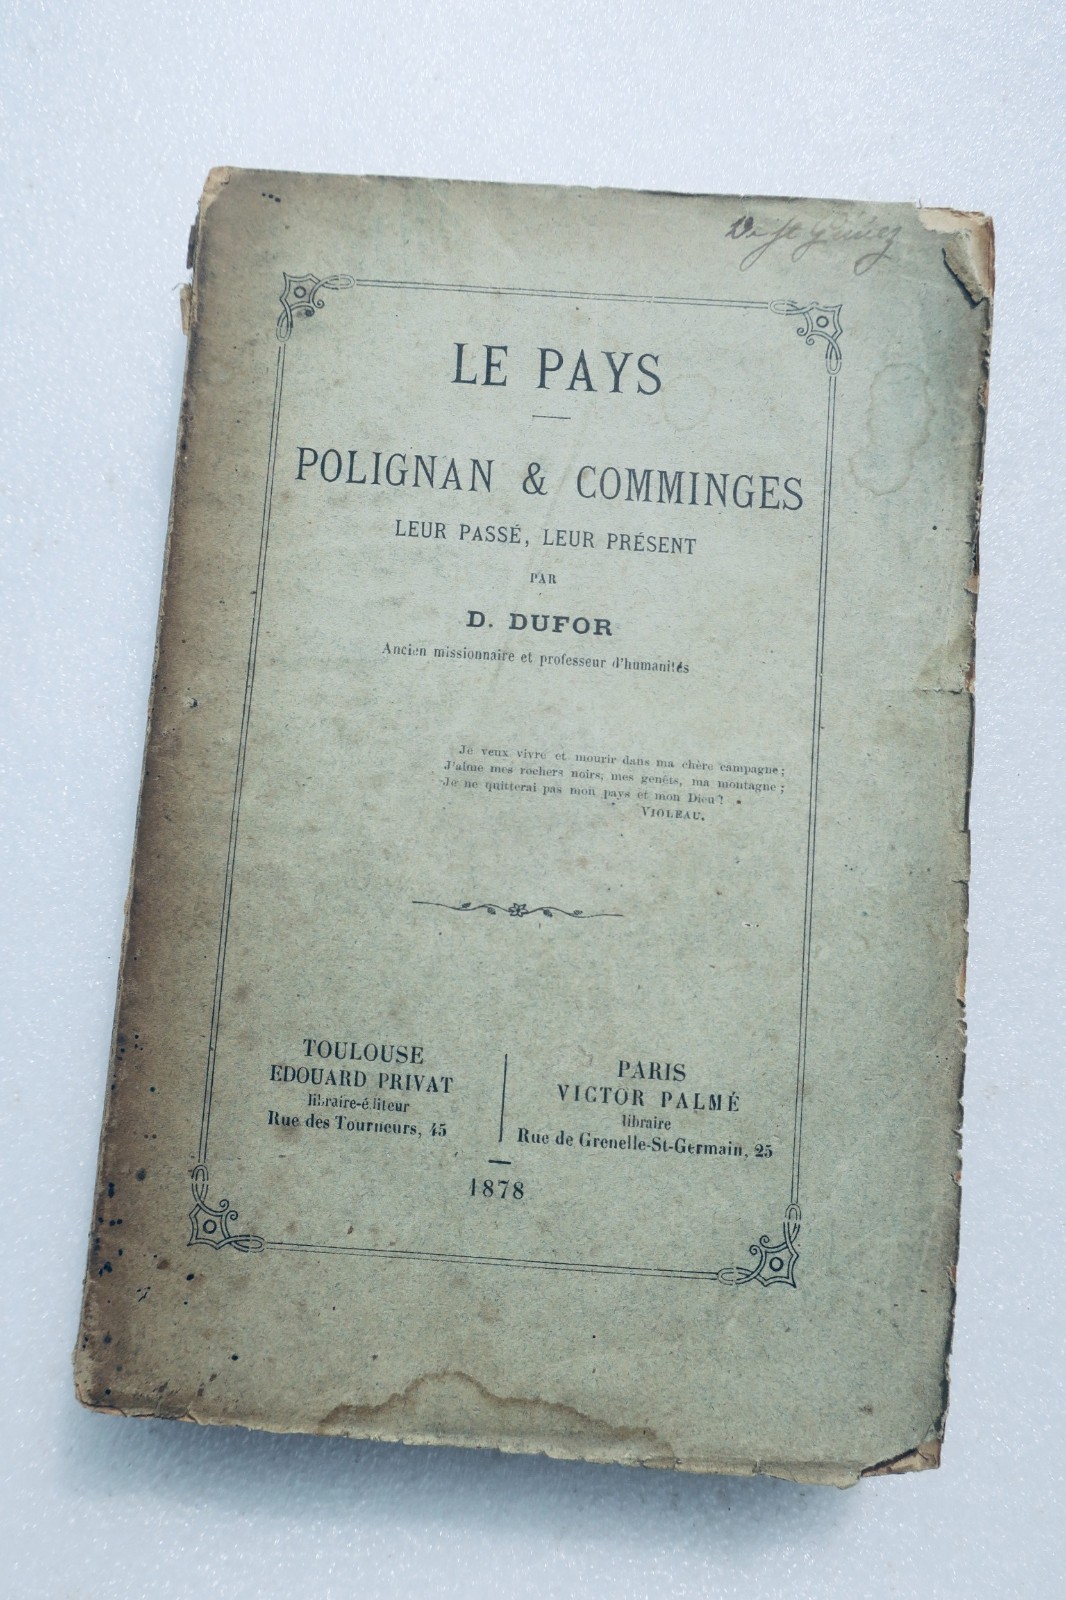 LE PAYS
POLIGNAN & COMMINGES
LEUR PASSÉ, LEUR PRÉSENT
PAR
D. DUFOR
Ancien missionnaire et professeur d'humanités
Je veux vivre et mourir dans ma chère campagne;
J'aime mes rochers noirs, mes genêts, ma montagne;
Je ne quitterai pas mon pays et mon Dieu!
VIOLEAU.
TOULOUSE
EDOUARD PRIVAT
libraire-éditeur
Rue des Tourneurs, 45
PARIS
VICTOR PALMÉ
libraire
Rue de Grenelle-St-Germain, 25
1878